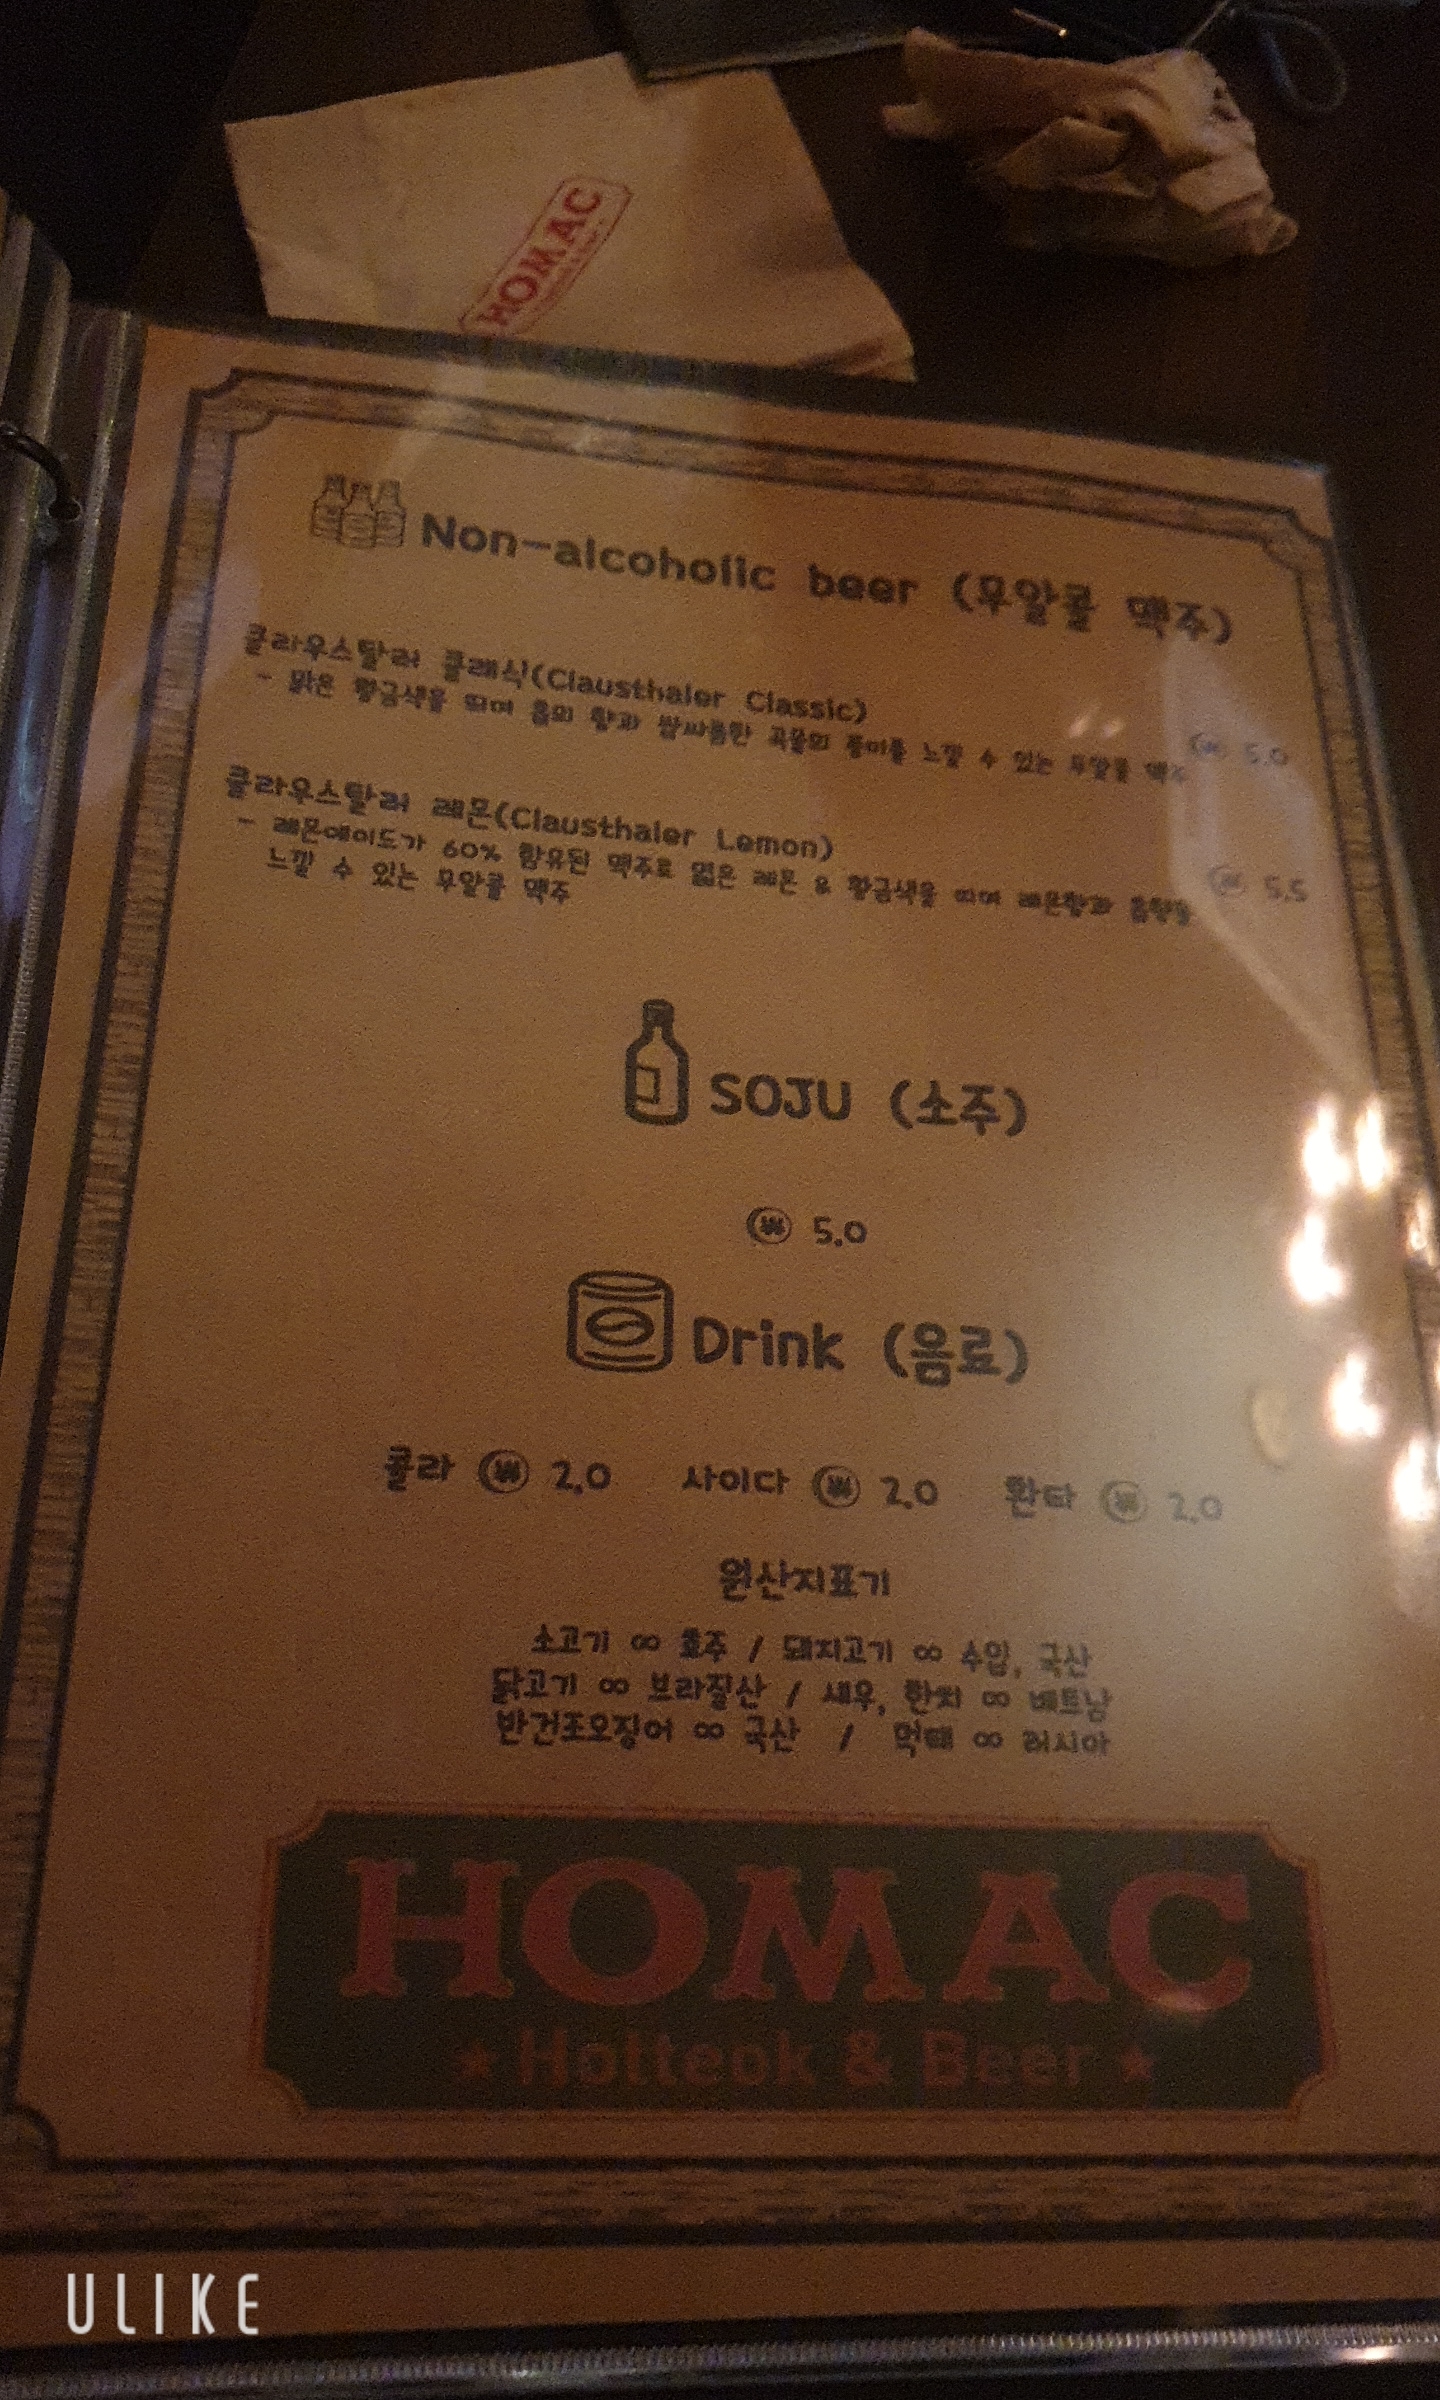 HOMAC
Non-alcoholic beer (무알콜 맥주)
클라우스탈러 클래식(Clausthaler Classic)
- 맑은 황금색을 띄며 홉의 향과 쌉싸름한 곡물의 풍미를 느낄 수 있는 무알콜 맥주 ₩ 5.0
클라우스탈러 레몬(Clausthaler Lemon)
- 레몬에이드가 60% 함유된 맥주로 엷은 레몬 & 황금색을 띄며 레몬향과 홉향을 ₩ 5.5
느낄 수 있는 무알콜 맥주
SOJU (소주)
₩ 5.0
Drink (음료)
콜라 ₩ 2.0 사이다 ₩ 2.0 환타 ₩ 2.0
원산지표기
소고기 ∞ 호주 / 돼지고기 ∞ 수입, 국산
닭고기 ∞ 브라질산 / 새우, 한치 ∞ 베트남
반건조오징어 ∞ 국산 / 먹태 ∞ 러시아
HOMAC
★ Hotteok & Beer ★
ULIKE